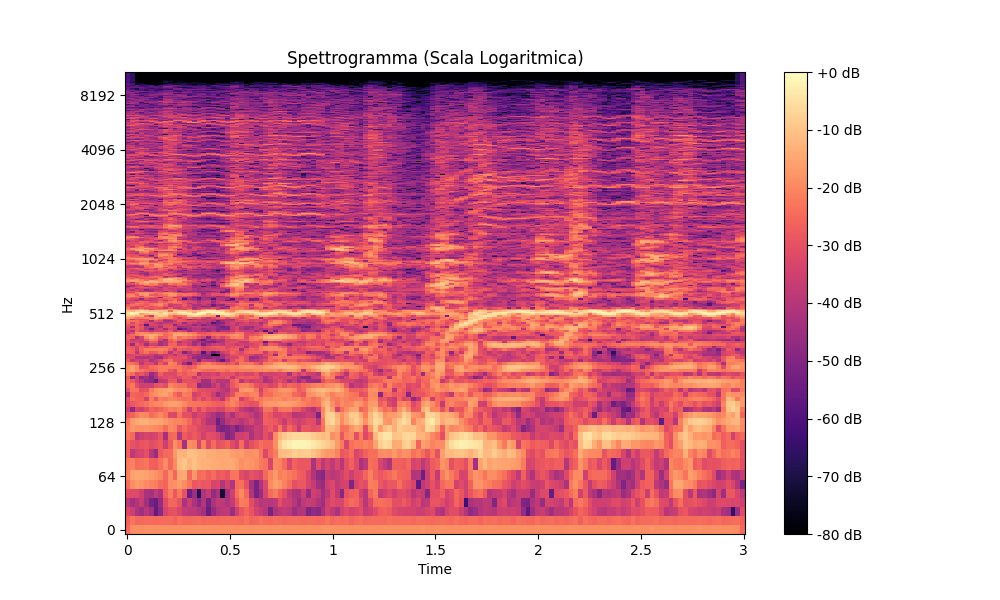 Spettrogramma (Scala Logaritmica)
Hz
8192
4096
2048
1024
512
256
128
64
0
0
0.5
1
1.5
2
2.5
3
Time
+0 dB
-10 dB
-20 dB
-30 dB
-40 dB
-50 dB
-60 dB
-70 dB
-80 dB